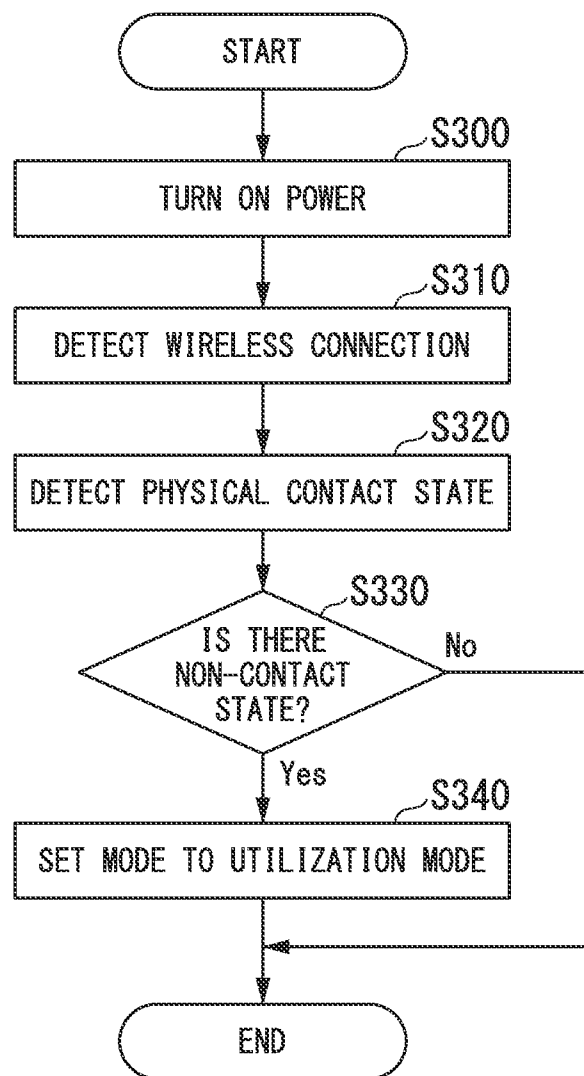 START
S300
TURN ON POWER
S310
DETECT WIRELESS CONNECTION
S320
DETECT PHYSICAL CONTACT STATE
S330
IS THERE
NON-CONTACT
STATE?
No
Yes
S340
SET MODE TO UTILIZATION MODE
END